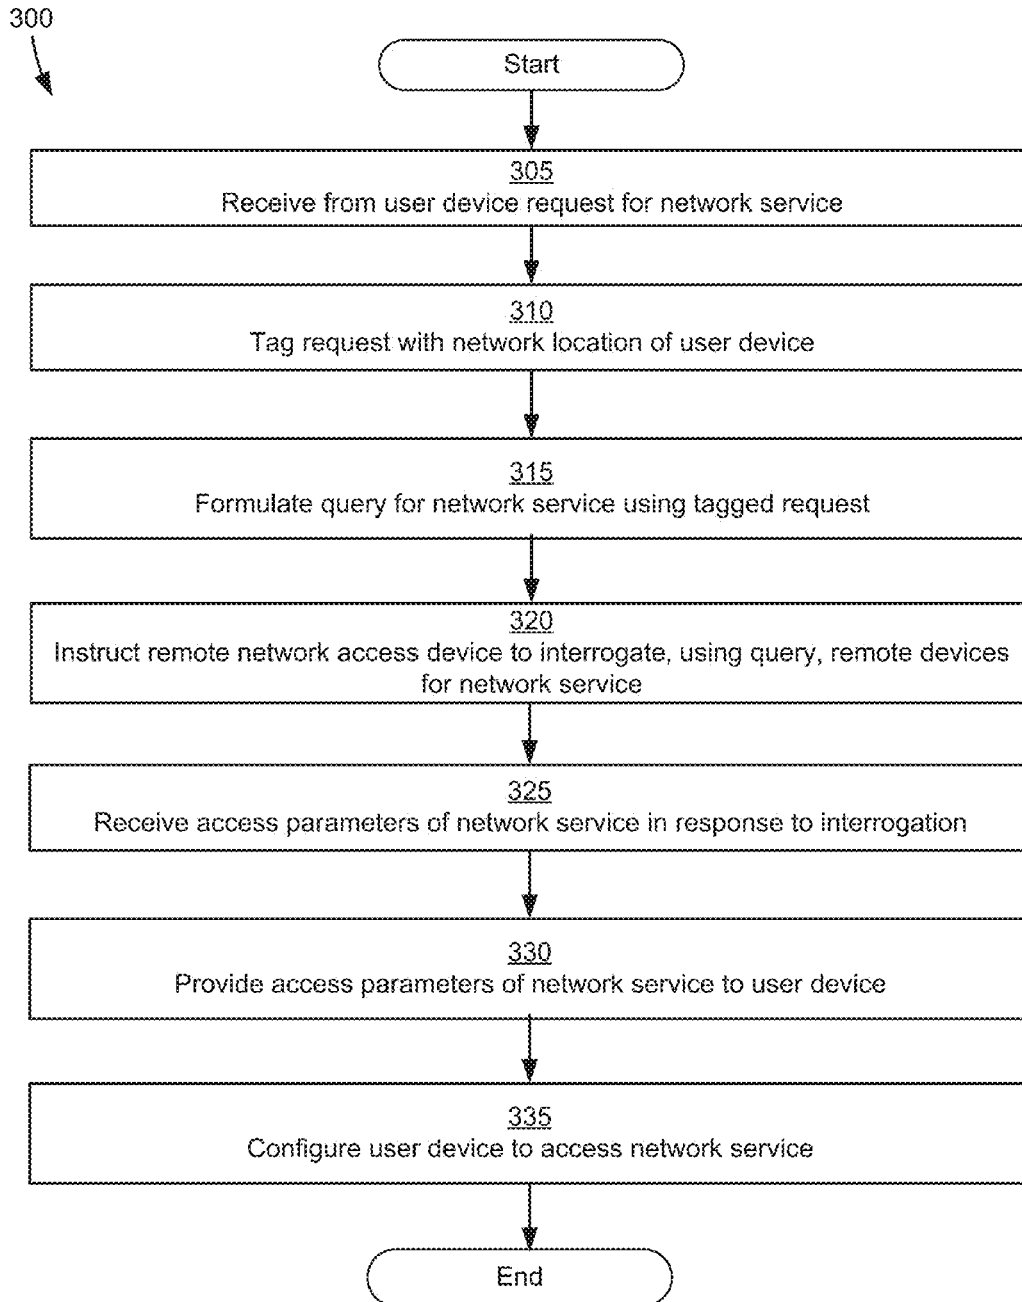 300
Start
305
Receive from user device request for network service
310
Tag request with network location of user device
315
Formulate query for network service using tagged request
320
Instruct remote network access device to interrogate, using query, remote devices
for network service
325
Receive access parameters of network service in response to interrogation
330
Provide access parameters of network service to user device
335
Configure user device to access network service
End